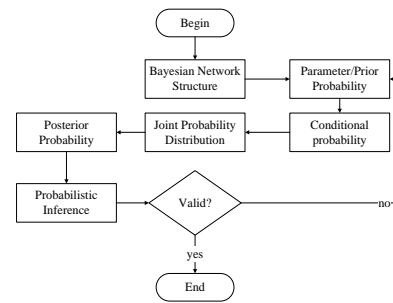 Begin
Bayesian Network
Structure
Parameter/Prior
Probability
Posterior
Probability
Joint Probability
Distribution
Conditional
probability
Probabilistic
Inference
Valid?
no
yes
End